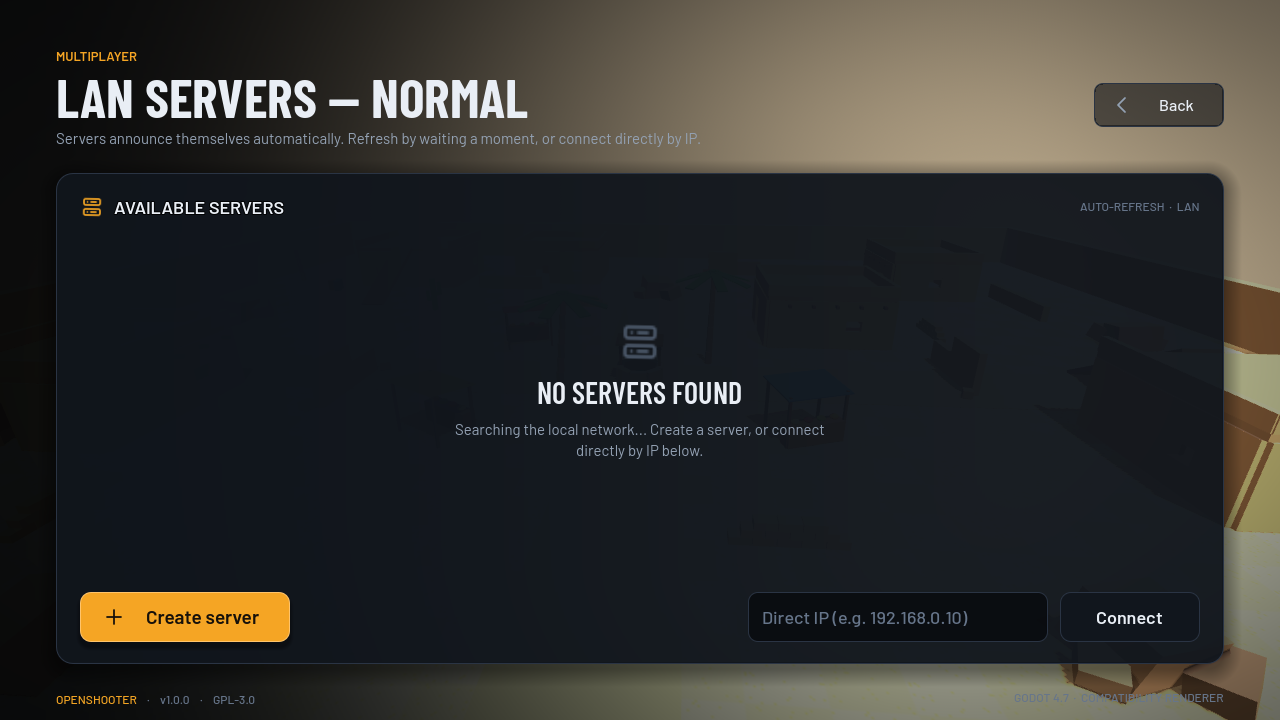 MULTIPLAYER
LAN SERVERS — NORMAL
Servers announce themselves automatically. Refresh by waiting a moment, or connect directly by IP.
Back
AVAILABLE SERVERS
AUTO-REFRESH · LAN
NO SERVERS FOUND
Searching the local network... Create a server, or connect
directly by IP below.
Create server
Direct IP (e.g. 192.168.0.10)
Connect
OPENSHOOTER · v1.0.0 · GPL-3.0
GODOT 4.7 · COMPATIBILITY RENDERER